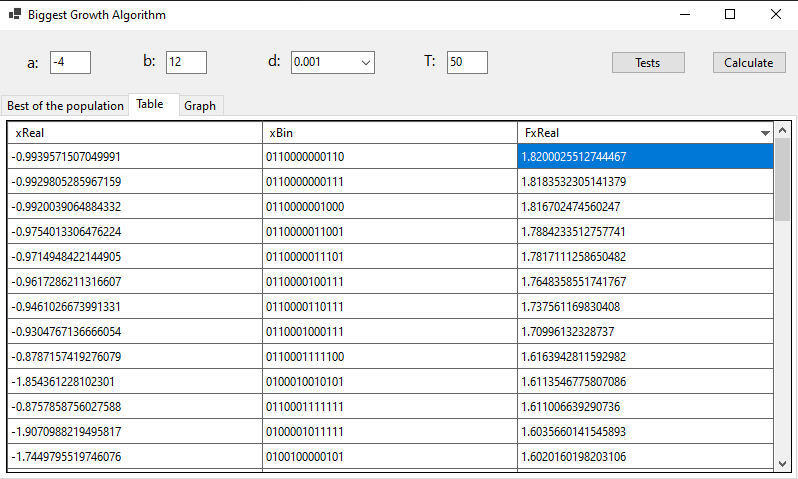 Biggest Growth Algorithm
a: -4 b: 12 d: 0.001 T: 50 Tests Calculate
Best of the population Table Graph
xReal xBin FxReal
-0.9939571507049991 0110000000110 1.8200025512744467
-0.9929805285967159 0110000000111 1.8183532305141379
-0.9920039064884332 0110000001000 1.816702474560247
-0.9754013306476224 0110000011001 1.7884233512757741
-0.9714948422144905 0110000011101 1.7817111258650482
-0.9617286211316607 0110000100111 1.7648358551741767
-0.9461026673991331 0110000110111 1.737561169830408
-0.9304767136666054 0110001000111 1.70996132328737
-0.8787157419276079 0110001111100 1.6163942811592982
-1.854361228102301 0100010010101 1.6113546775807086
-0.8757858756027588 0110001111111 1.611006639290736
-1.9070988219495817 0100001011111 1.6035660141545893
-1.7449795519746076 0100100000101 1.6020160198203106